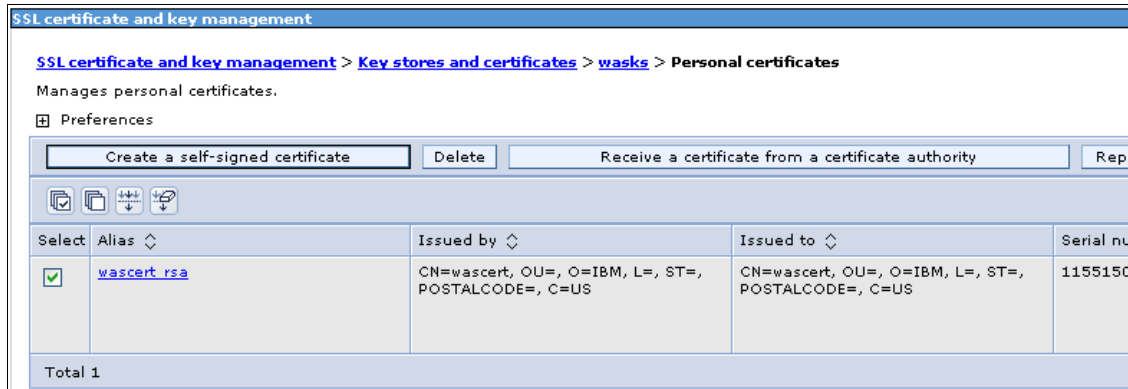 SSL certificate and key management
SSL certificate and key management > Key stores and certificates > wasks > Personal certificates
Manages personal certificates.
Preferences
Create a self-signed certificate Delete Receive a certificate from a certificate authority Rep
Select Alias Issued by Issued to Serial nu
wascert rsa CN=wascert, OU=, O=IBM, L=, ST=, CN=wascert, OU=, O=IBM, L=, ST=, 1155150
POSTALCODE=, C=US POSTALCODE=, C=US
Total 1